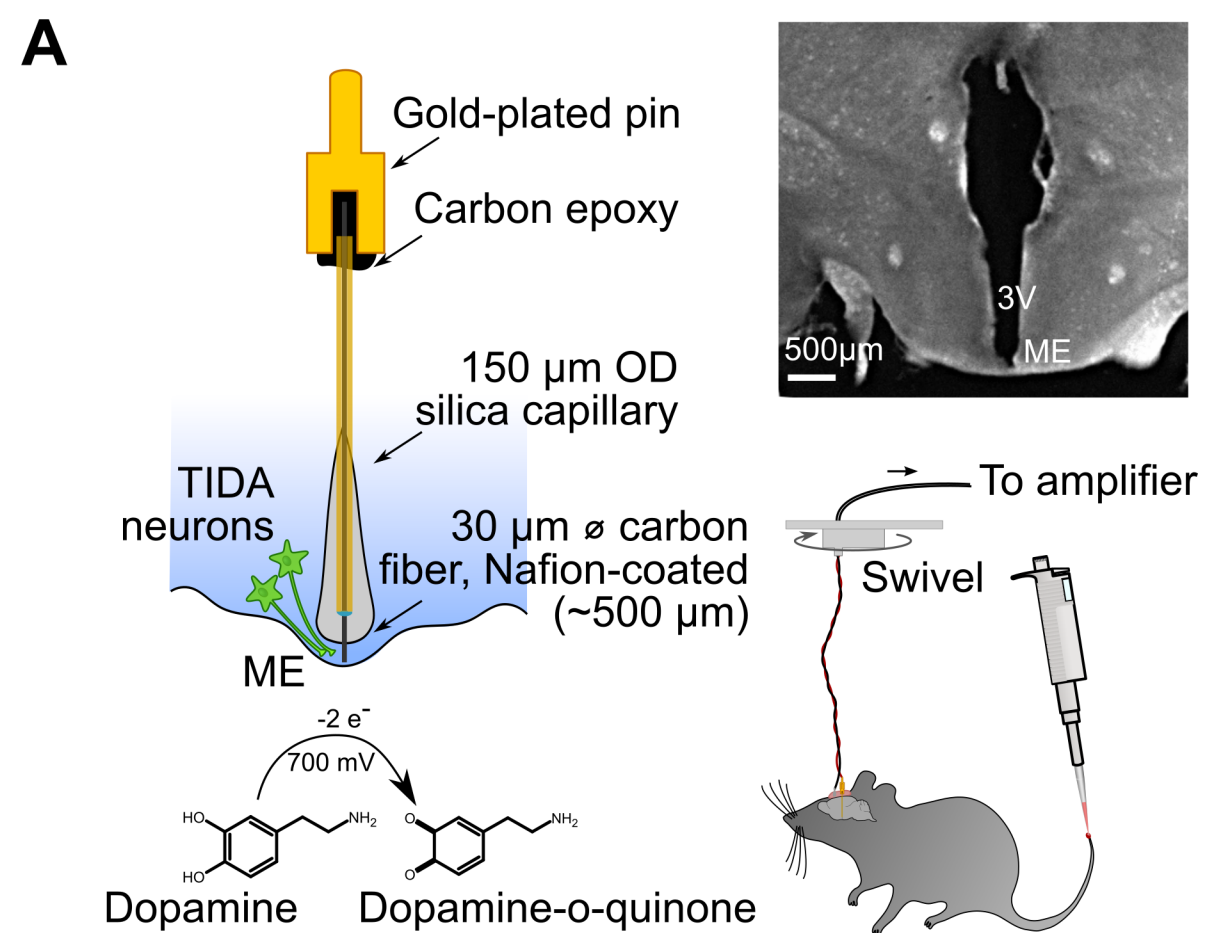 A
Gold-plated pin
Carbon epoxy
150 µm OD
silica capillary
TIDA
neurons
30 µm ⌀ carbon
fiber, Nafion-coated
(~500 µm)
ME
-2 e⁻
700 mV
HO
HO
NH₂
Dopamine
O
O
NH₂
Dopamine-o-quinone
3V
500µm
ME
To amplifier
Swivel